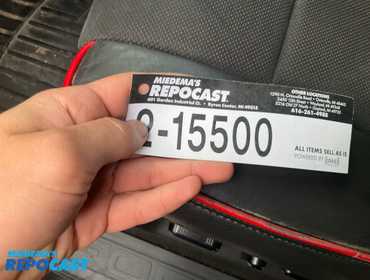 MIEDEMA'S
REPOCAST
601 Gordon Industrial Ct. • Byron Center, MI 49315
OTHER LOCATIONS
616-261-4988
2-15500
ALL ITEMS SELL AS IS
POWERED BY
MIEDEMA'S
REPOCAST